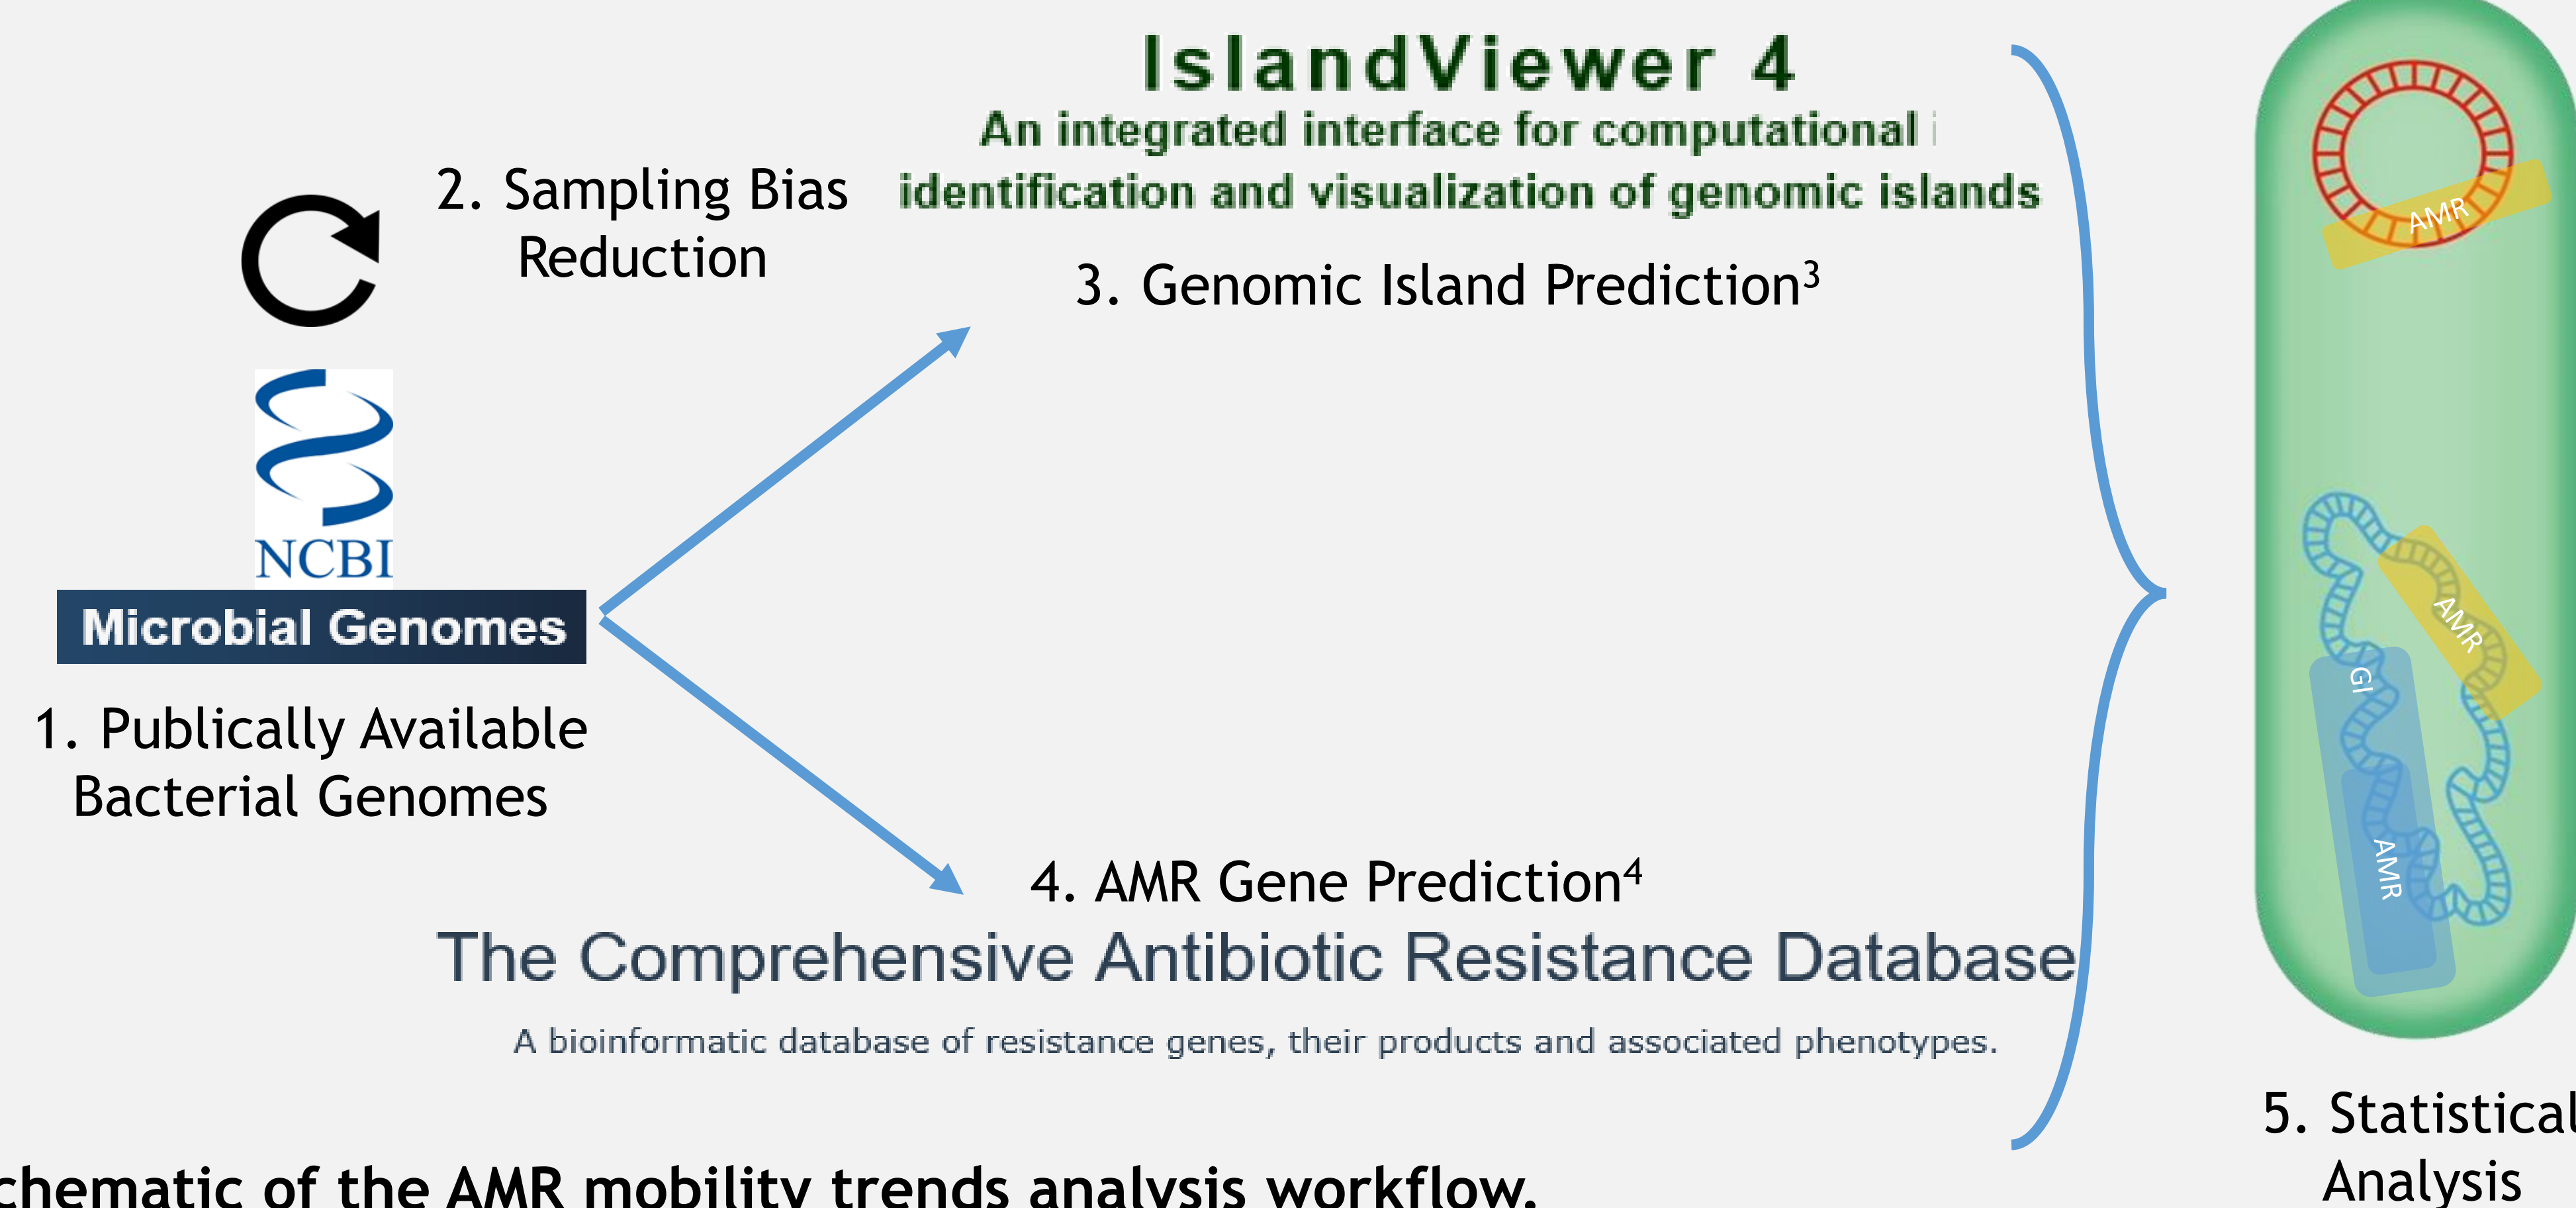 IslandViewer 4
An integrated interface for computational i
identification and visualization of genomic islands
2. Sampling Bias
Reduction
3. Genomic Island Prediction³
NCBI
Microbial Genomes
1. Publically Available
Bacterial Genomes
4. AMR Gene Prediction⁴
The Comprehensive Antibiotic Resistance Database
A bioinformatic database of resistance genes, their products and associated phenotypes.
AMR
AMR
GI
AMR
5. Statistical
Analysis
chematic of the AMR mobility trends analysis workflow.